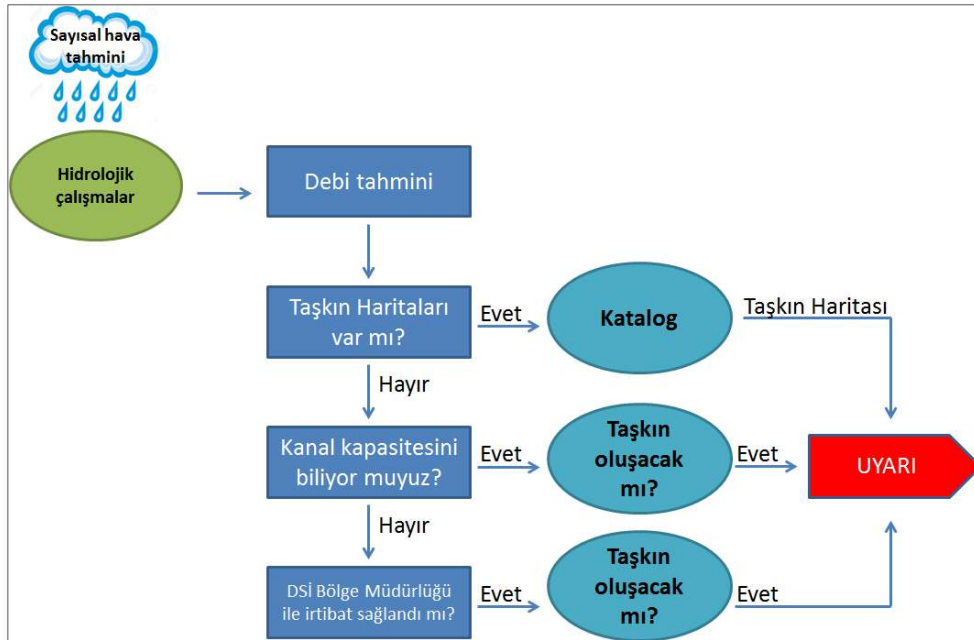 Sayısal hava
tahmini
Hidrolojik
çalışmalar
Debi tahmini
Taşkın Haritaları
var mı?
Evet
Katalog
Taşkın Haritası
Hayır
Kanal kapasitesini
biliyor muyuz?
Evet
Taşkın
oluşacak
mı?
Evet
UYARI
Hayır
DSİ Bölge Müdürlüğü
ile irtibat sağlandı mı?
Evet
Taşkın
oluşacak
mı?
Evet